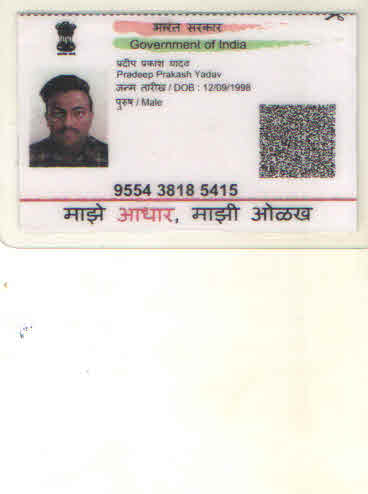 भारत सरकार
Government of India
प्रदीप प्रकाश यादव
Pradeep Prakash Yadav
जन्म तारीख / DOB : 12/09/1998
पुरुष / Male
9554 3818 5415
माझे आधार, माझी ओळख